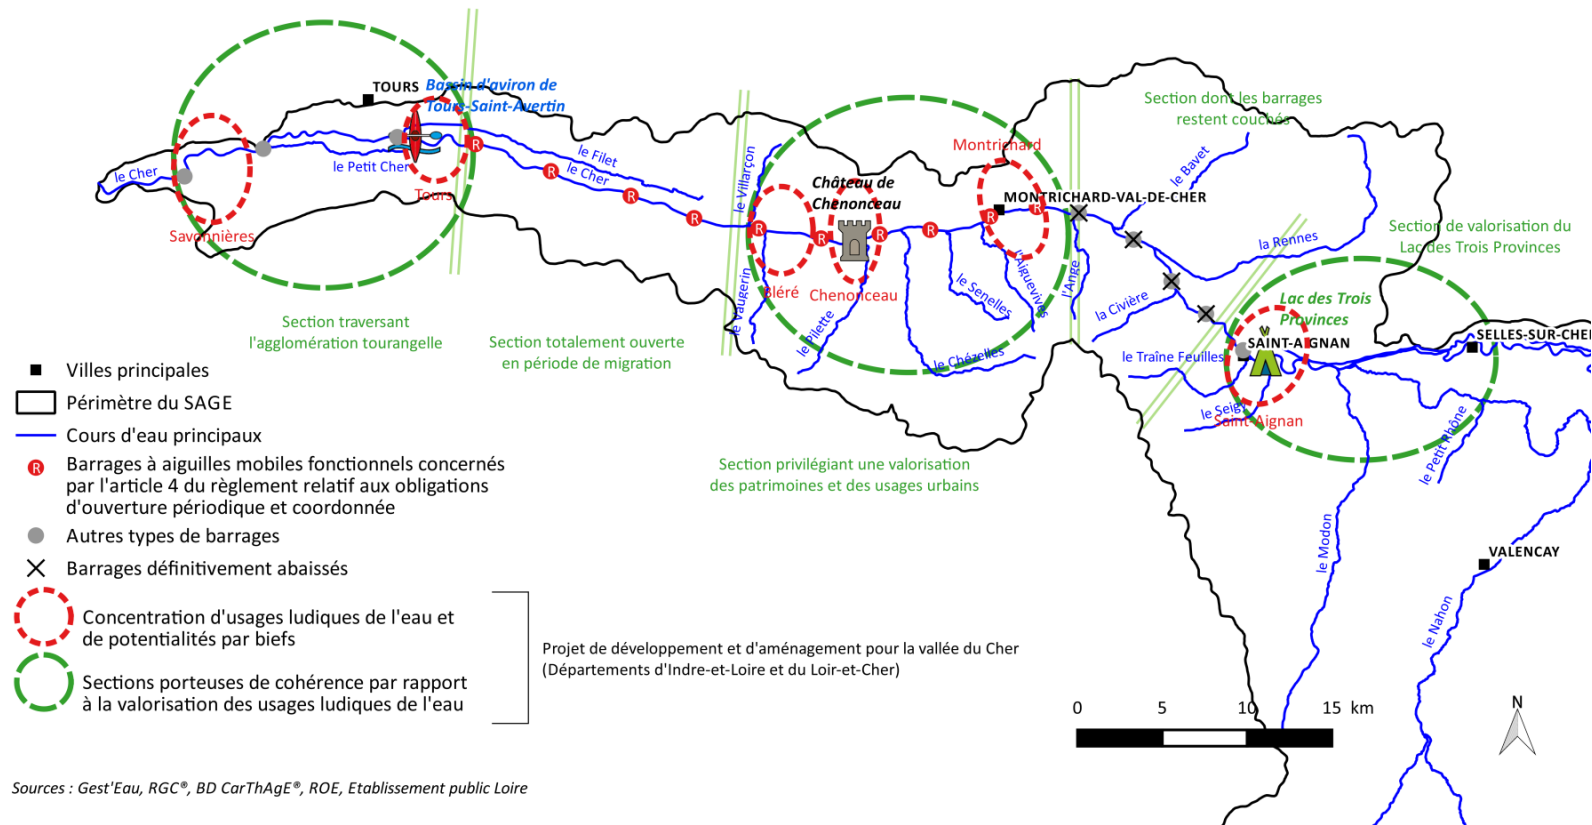 TOURS
Bassin d'aviron de
Tours-Saint-Avertin
le Cher
le Petit Cher
le Filet
le Cher
Tours
Savonnières
Section traversant
l'agglomération tourangelle
Section totalement ouverte
en période de migration
le Villarçon
le Vaugerin
Château de
Chenonceau
Bléré
Chenonceau
le Pilette
Montrichard
MONTRICHARD-VAL-DE-CHER
le Senelles
l'Aiguevives
le Chézelles
l'Ange
Section dont les barrages
restent couchés
le Bavet
la Rennes
la Civière
Section de valorisation du
Lac des Trois Provinces
Lac des Trois
Provinces
SAINT-AIGNAN
SELLES-SUR-CHER
le Traîne Feuilles
le Seigy
Saint-Aignan
le Petit Rhône
Section privilégiant une valorisation
des patrimoines et des usages urbains
le Modon
VALENCAY
le Nahon
R
R
R
R
R
R
R
R
R
R
Villes principales
Périmètre du SAGE
Cours d'eau principaux
R
Barrages à aiguilles mobiles fonctionnels concernés
par l'article 4 du règlement relatif aux obligations
d'ouverture périodique et coordonnée
Autres types de barrages
Barrages définitivement abaissés
Concentration d'usages ludiques de l'eau et
de potentialités par biefs
Sections porteuses de cohérence par rapport
à la valorisation des usages ludiques de l'eau
Projet de développement et d'aménagement pour la vallée du Cher
(Départements d'Indre-et-Loire et du Loir-et-Cher)
0 5 10 15 km
N
Sources : Gest'Eau, RGC®, BD CarThAgE®, ROE, Etablissement public Loire